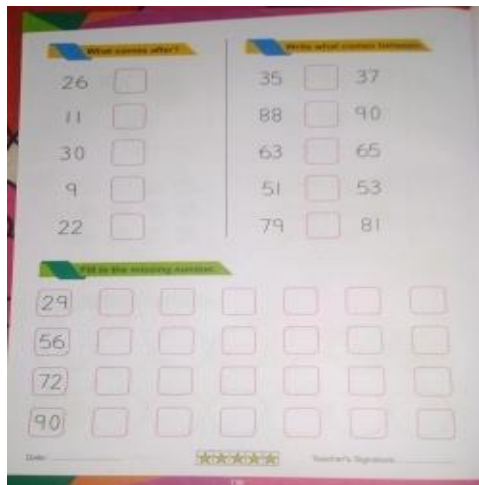 What comes after?
26
11
30
9
22
Write what comes between
35 37
88 90
63 65
51 53
79 81
Fill in the missing number
29
56
72
90
Date:
Teacher's Signature